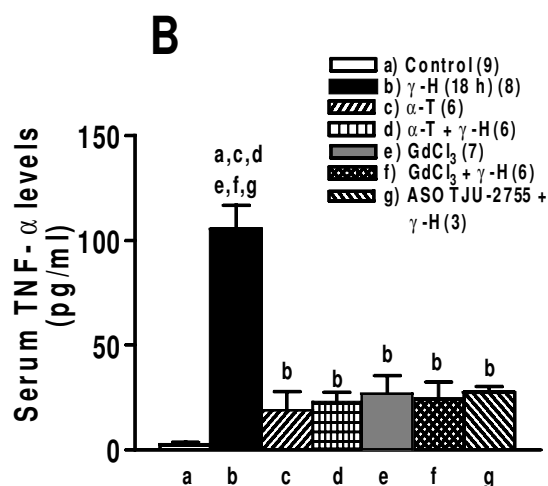 B
a) Control (9)
b) γ-H (18 h) (8)
c) α-T (6)
d) α-T + γ-H (6)
e) GdCl₃ (7)
f) GdCl₃ + γ-H (6)
g) ASO TJU-2755 +
γ-H (3)
Serum TNF- α levels
(pg/ml)
150
100
50
0
a,c,d
e,f,g
b
b
b
b
b
a b c d e f g